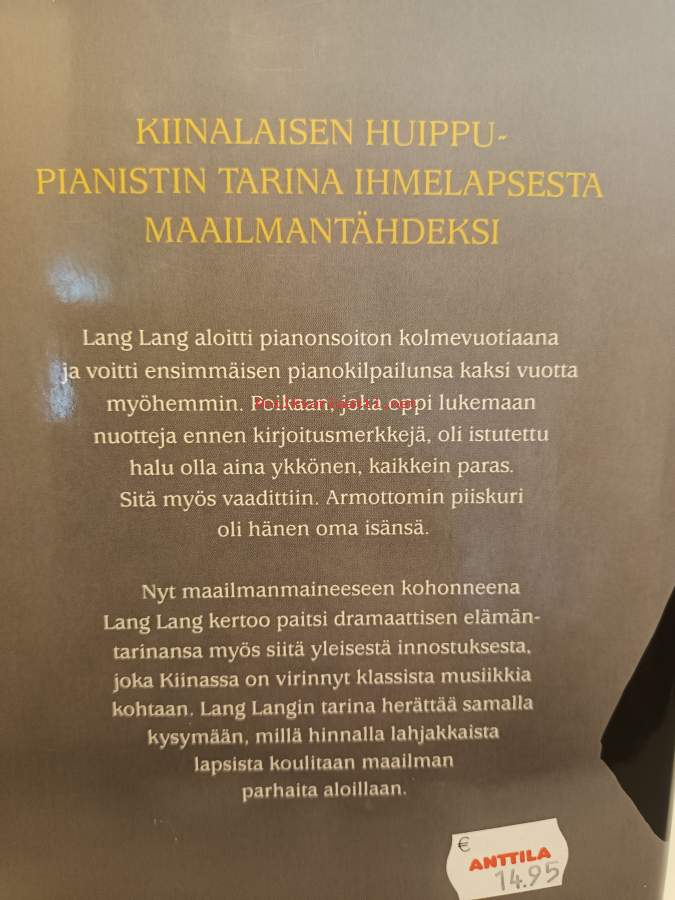 KIINALAISEN HUIPPU-
PIANISTIN TARINA IHMELAPSESTA
MAAILMANTÄHDEKSI
Lang Lang aloitti pianonsoiton kolmevuotiaana
ja voitti ensimmäisen pianokilpailunsa kaksi vuotta
myöhemmin. Poikaan, joka oppi lukemaan
nuotteja ennen kirjoitusmerkkejä, oli istutettu
halu olla aina ykkönen, kaikkein paras.
Sitä myös vaadittiin. Armottomin piiskuri
oli hänen oma isänsä.
Nyt maailmanmaineeseen kohonneena
Lang Lang kertoo paitsi dramaattisen elämän-
tarinansa myös siitä yleisestä innostuksesta,
joka Kiinassa on virinnyt klassista musiikkia
kohtaan. Lang Langin tarina herättää samalla
kysymään, millä hinnalla lahjakkaista
lapsista koulitaan maailman
parhaita aloillaan.
€
ANTTILA
14.95